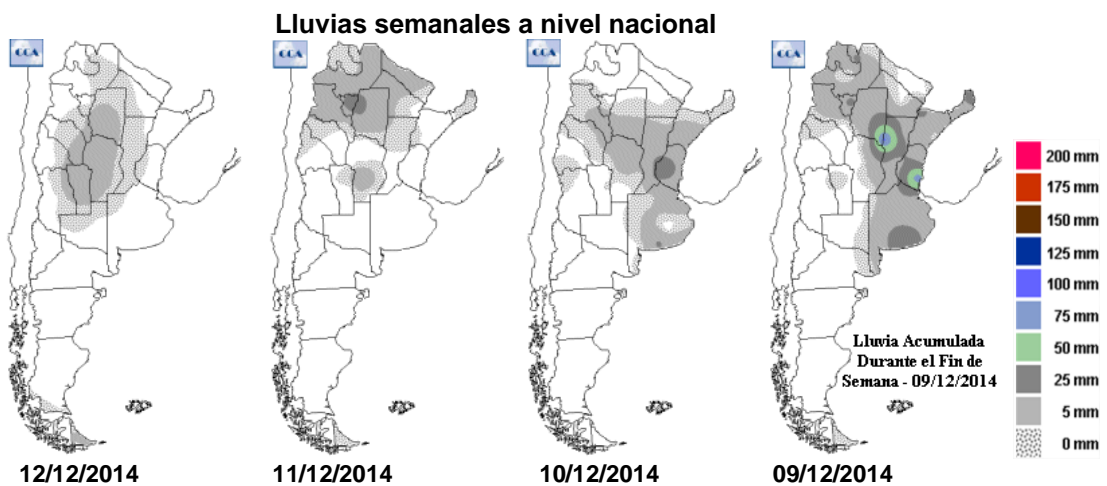 Lluvias semanales a nivel nacional
CCA
CCA
CCA
CCA
200 mm
175 mm
150 mm
125 mm
100 mm
75 mm
50 mm
25 mm
5 mm
0 mm
Lluvia Acumulada
Durante el Fin de
Semana - 09/12/2014
12/12/2014
11/12/2014
10/12/2014
09/12/2014